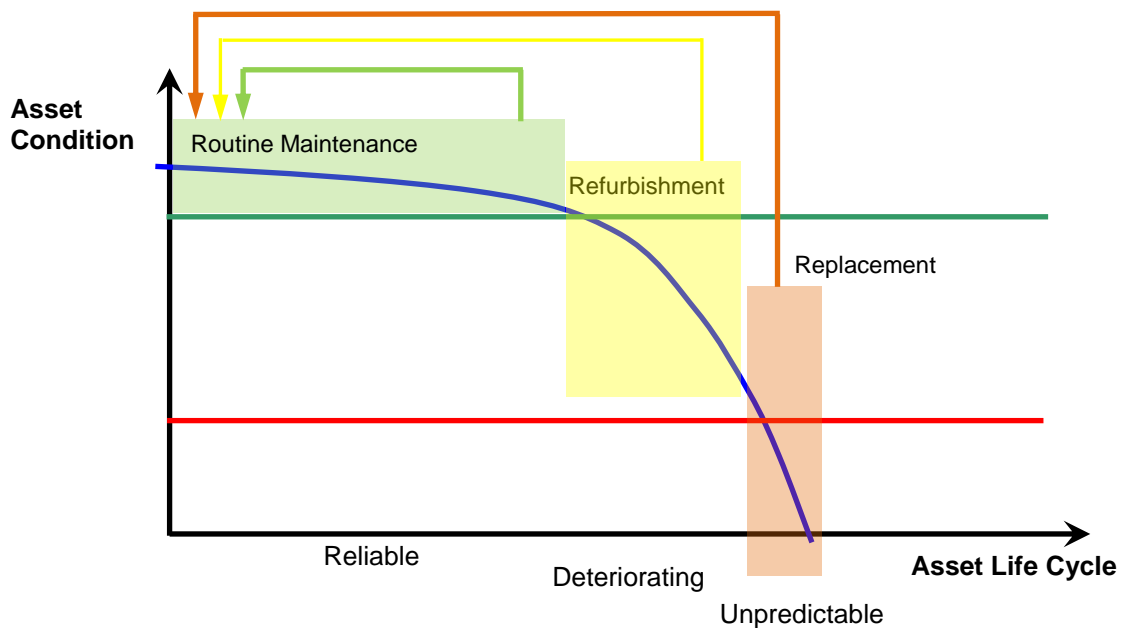 Asset
Condition
Routine Maintenance
Refurbishment
Replacement
Reliable
Deteriorating
Asset Life Cycle
Unpredictable